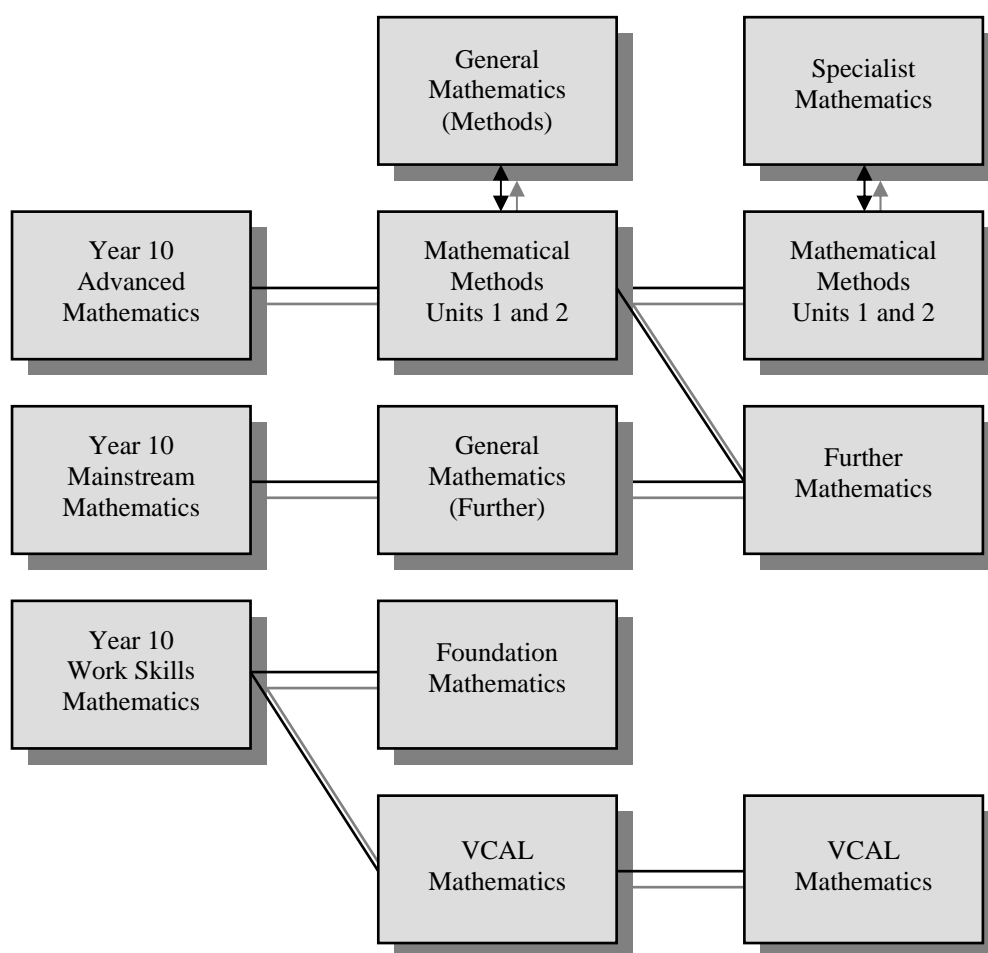 General
Mathematics
(Methods)
Specialist
Mathematics
Year 10
Advanced
Mathematics
Mathematical
Methods
Units 1 and 2
Mathematical
Methods
Units 1 and 2
Year 10
Mainstream
Mathematics
General
Mathematics
(Further)
Further
Mathematics
Year 10
Work Skills
Mathematics
Foundation
Mathematics
VCAL
Mathematics
VCAL
Mathematics